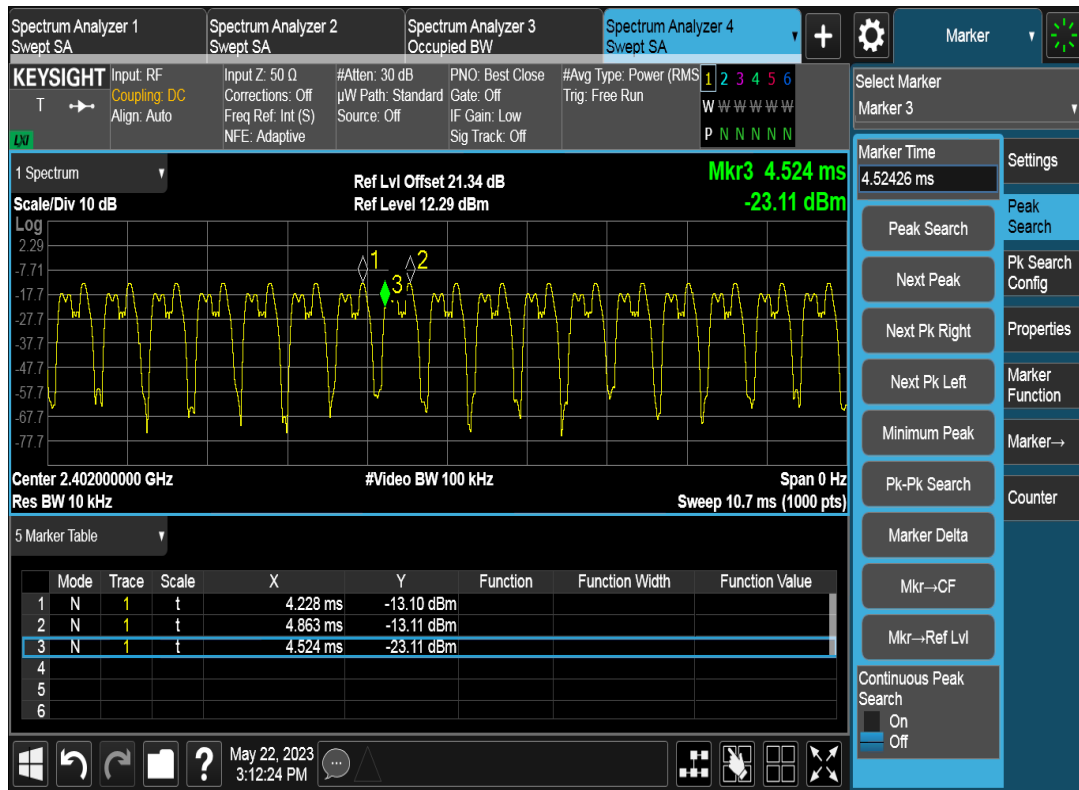 Spectrum Analyzer 1
Swept SA
Spectrum Analyzer 2
Swept SA
Spectrum Analyzer 3
Occupied BW
Spectrum Analyzer 4
Swept SA
+
Marker
KEYSIGHT
T
LXI
Input: RF
Coupling: DC
Align: Auto
Input Z: 50 Ω
Corrections: Off
Freq Ref: Int (S)
NFE: Adaptive
#Atten: 30 dB
µW Path: Standard
Source: Off
PNO: Best Close
Gate: Off
IF Gain: Low
Sig Track: Off
#Avg Type: Power (RMS
Trig: Free Run
1 2 3 4 5 6
W W W W W W
P N N N N N
Select Marker
Marker 3
1 Spectrum
Scale/Div 10 dB
Ref Lvl Offset 21.34 dB
Ref Level 12.29 dBm
Mkr3 4.524 ms
-23.11 dBm
Log
2.29
-7.71
-17.7
-27.7
-37.7
-47.7
-57.7
-67.7
-77.7
1
2
3
Center 2.402000000 GHz
Res BW 10 kHz
#Video BW 100 kHz
Span 0 Hz
Sweep 10.7 ms (1000 pts)
5 Marker Table
Mode Trace Scale X Y Function Function Width Function Value
1 N 1 t 4.228 ms -13.10 dBm
2 N 1 t 4.863 ms -13.11 dBm
3 N 1 t 4.524 ms -23.11 dBm
4
5
6
Marker Time
4.52426 ms
Peak Search
Next Peak
Next Pk Right
Next Pk Left
Minimum Peak
Pk-Pk Search
Marker Delta
Mkr→CF
Mkr→Ref Lvl
Continuous Peak
Search
On
Off
Settings
Peak
Search
Pk Search
Config
Properties
Marker
Function
Marker→
Counter
?
May 22, 2023
3:12:24 PM